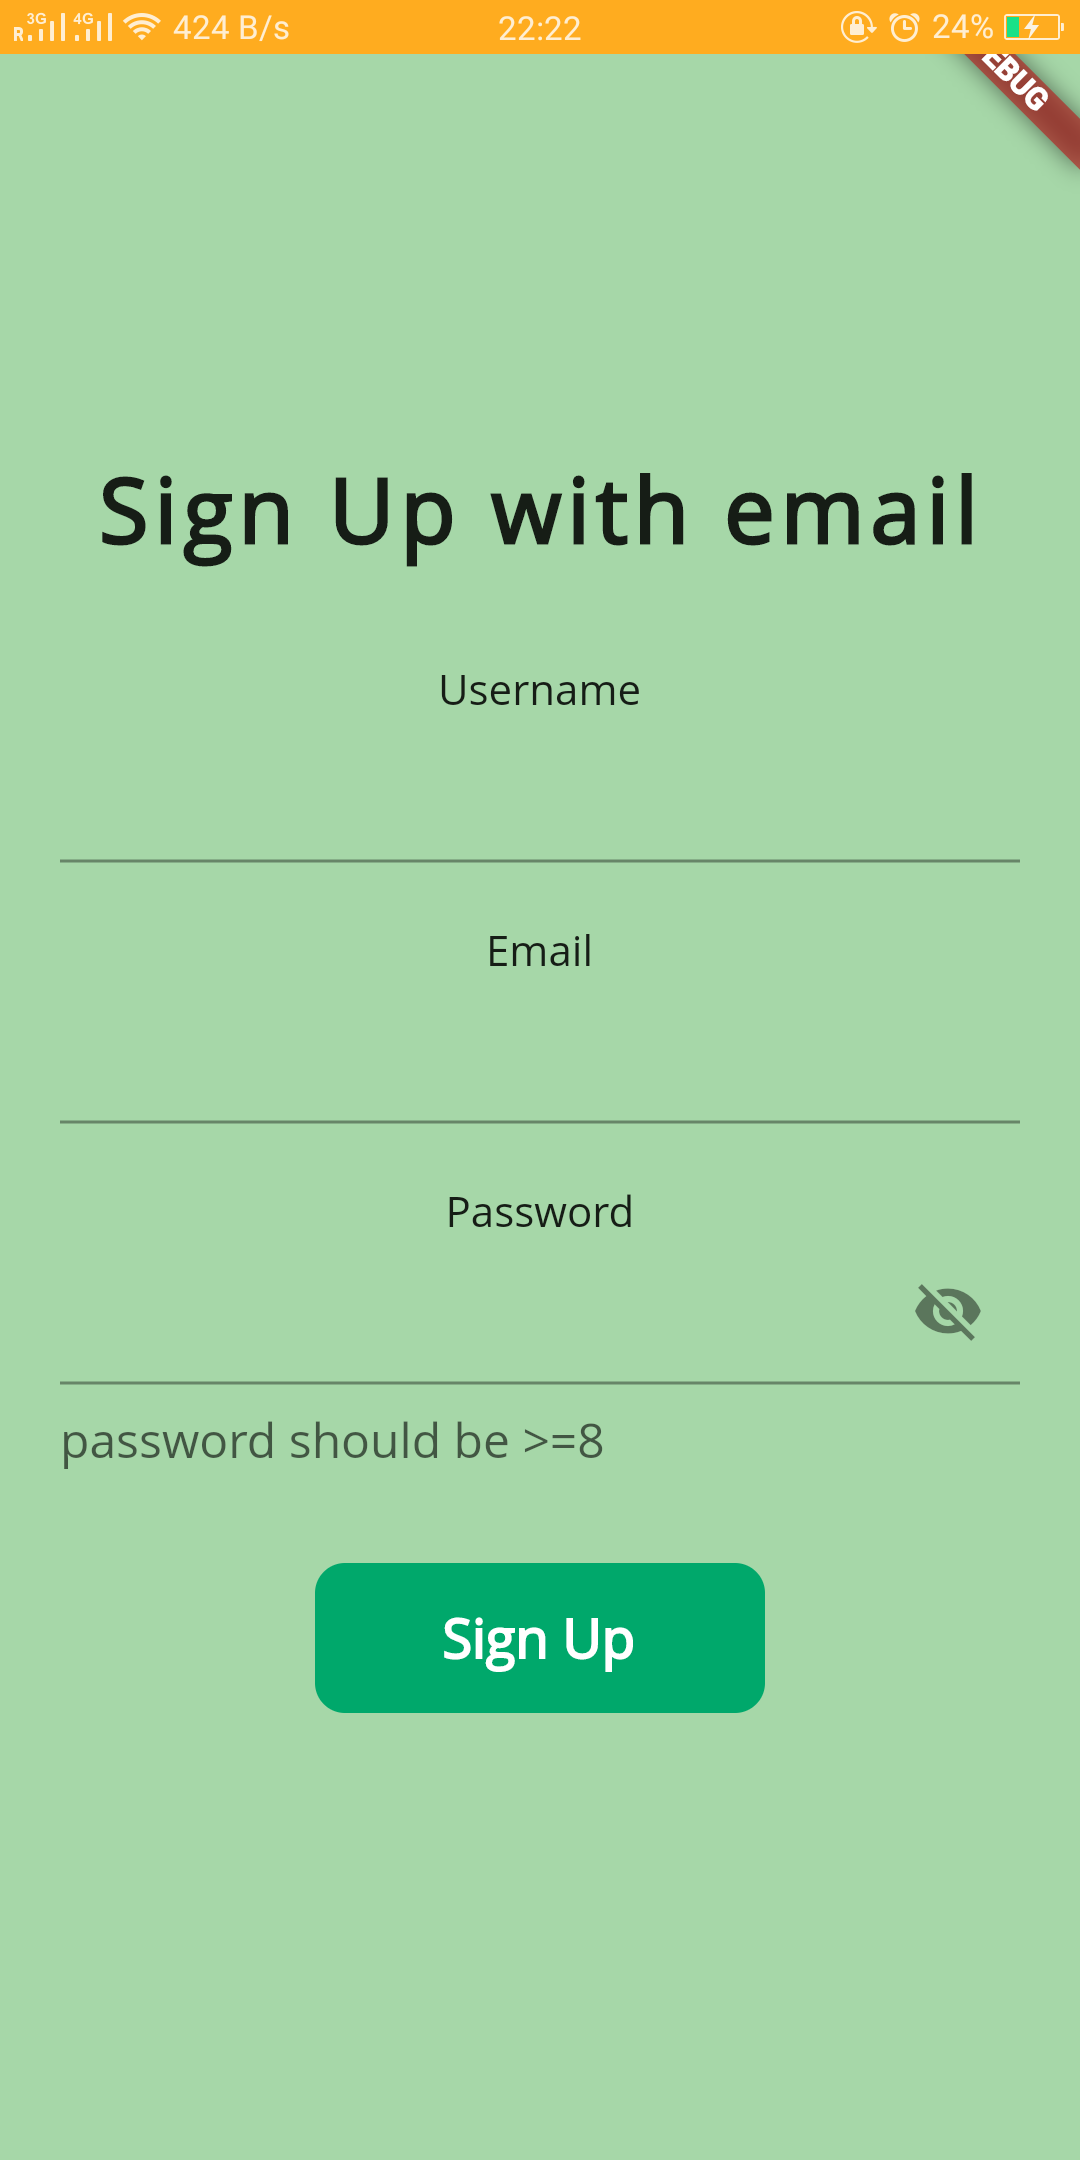 3G 4G R 424 B/s 22:22 24%
EBUG
Sign Up with email
Username
Email
Password
password should be >=8
Sign Up